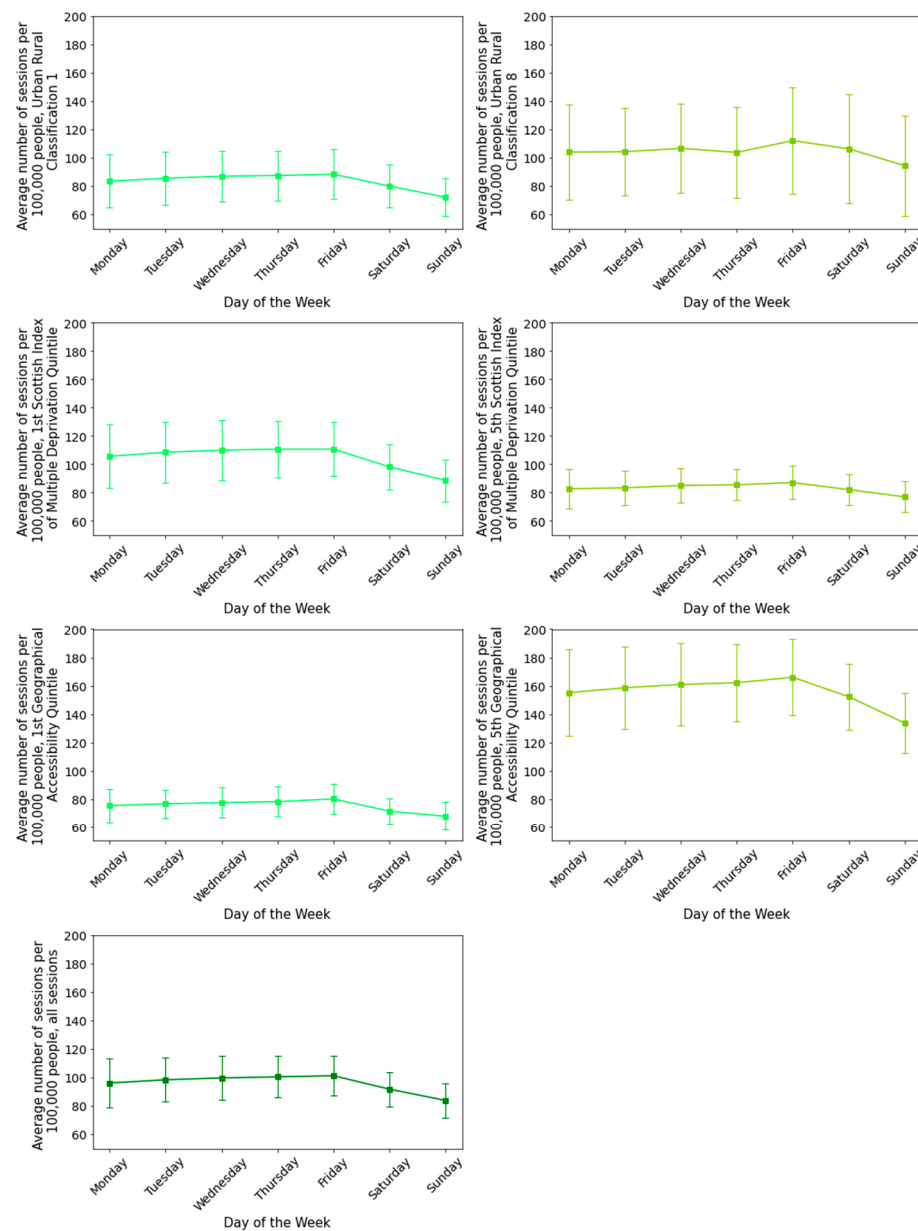 Average number of sessions per
100,000 people, Urban Rural
Classification 1
200
180
160
140
120
100
80
60
Monday
Tuesday
Wednesday
Thursday
Friday
Saturday
Sunday
Day of the Week
Average number of sessions per
100,000 people, Urban Rural
Classification 8
200
180
160
140
120
100
80
60
Monday
Tuesday
Wednesday
Thursday
Friday
Saturday
Sunday
Day of the Week
Average number of sessions per
100,000 people, 1st Scottish Index
of Multiple Deprivation Quintile
200
180
160
140
120
100
80
60
Monday
Tuesday
Wednesday
Thursday
Friday
Saturday
Sunday
Day of the Week
Average number of sessions per
100,000 people, 5th Scottish Index
of Multiple Deprivation Quintile
200
180
160
140
120
100
80
60
Monday
Tuesday
Wednesday
Thursday
Friday
Saturday
Sunday
Day of the Week
Average number of sessions per
100,000 people, 1st Geographical
Accessibility Quintile
200
180
160
140
120
100
80
60
Monday
Tuesday
Wednesday
Thursday
Friday
Saturday
Sunday
Day of the Week
Average number of sessions per
100,000 people, 5th Geographical
Accessibility Quintile
200
180
160
140
120
100
80
60
Monday
Tuesday
Wednesday
Thursday
Friday
Saturday
Sunday
Day of the Week
Average number of sessions per
100,000 people, all sessions
200
180
160
140
120
100
80
60
Monday
Tuesday
Wednesday
Thursday
Friday
Saturday
Sunday
Day of the Week